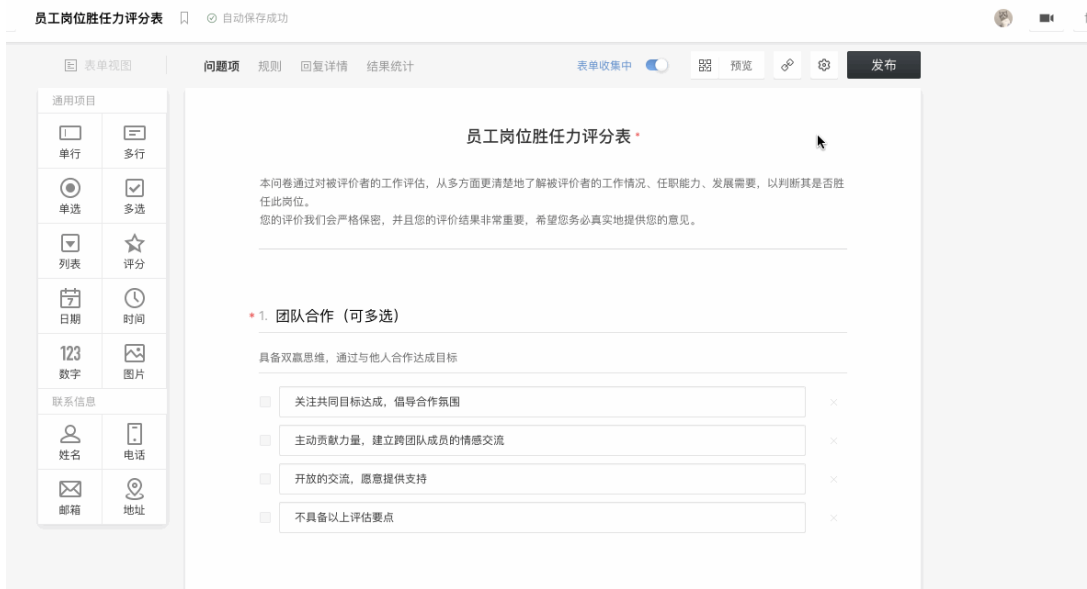 员工岗位胜任力评分表
自动保存成功
表单视图
问题项 规则 回复详情 结果统计
表单收集中
预览
发布
通用项目
单行 多行
单选 多选
列表 评分
7
日期 时间
123
数字 图片
联系信息
姓名 电话
邮箱 地址
员工岗位胜任力评分表*
本问卷通过对被评价者的工作评估，从多方面更清楚地了解被评价者的工作情况、任职能力、发展需要，以判断其是否胜
任此岗位。
您的评价我们会严格保密，并且您的评价结果非常重要，希望您务必真实地提供您的意见。
* 1. 团队合作（可多选）
具备双赢思维，通过与他人合作达成目标
关注共同目标达成，倡导合作氛围
主动贡献力量，建立跨团队成员的情感交流
开放的交流，愿意提供支持
不具备以上评估要点